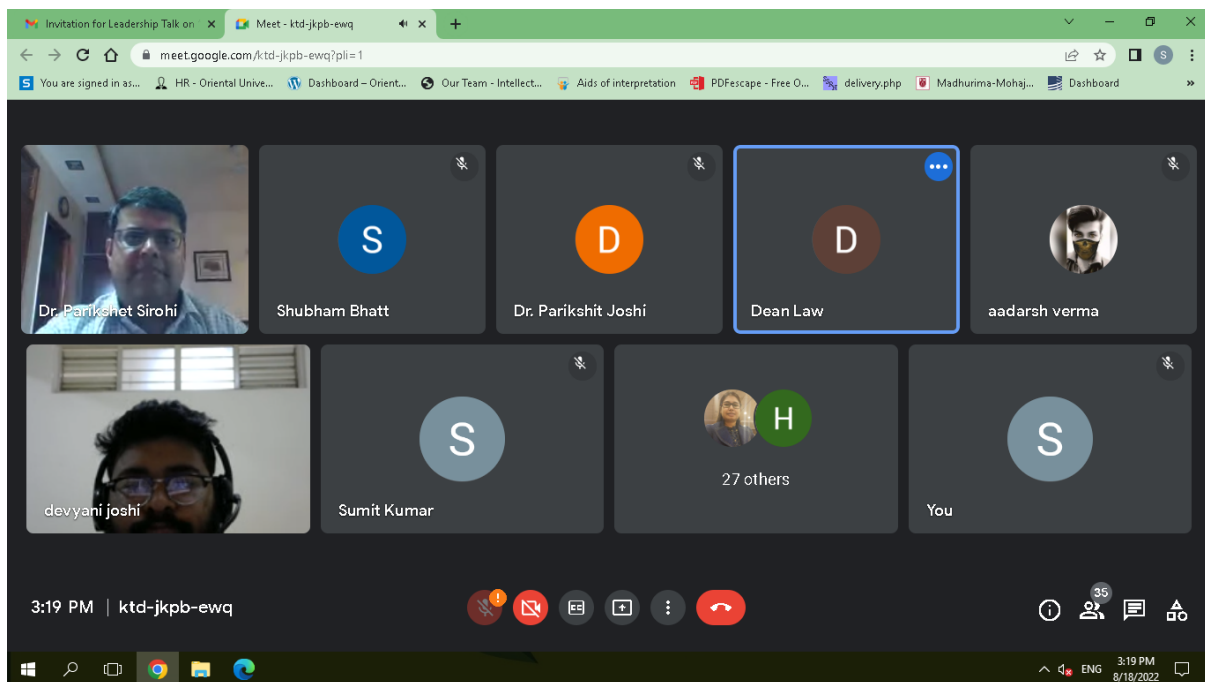 Invitation for Leadership Talk on
Meet - ktd-jkpb-ewq
meet.google.com/ktd-jkpb-ewq?pli=1
S
S You are signed in as...
HR - Oriental Unive...
Dashboard – Orient...
Our Team - Intellect...
Aids of interpretation
PDFescape - Free O...
delivery.php
Madhurima-Mohaj...
Dashboard
»
Dr. Parikshet Sirohi
S
Shubham Bhatt
D
Dr. Parikshit Joshi
D
Dean Law
aadarsh verma
devyani joshi
S
Sumit Kumar
H
27 others
S
You
3:19 PM | ktd-jkpb-ewq
!
CC
35
ENG
3:19 PM
8/18/2022